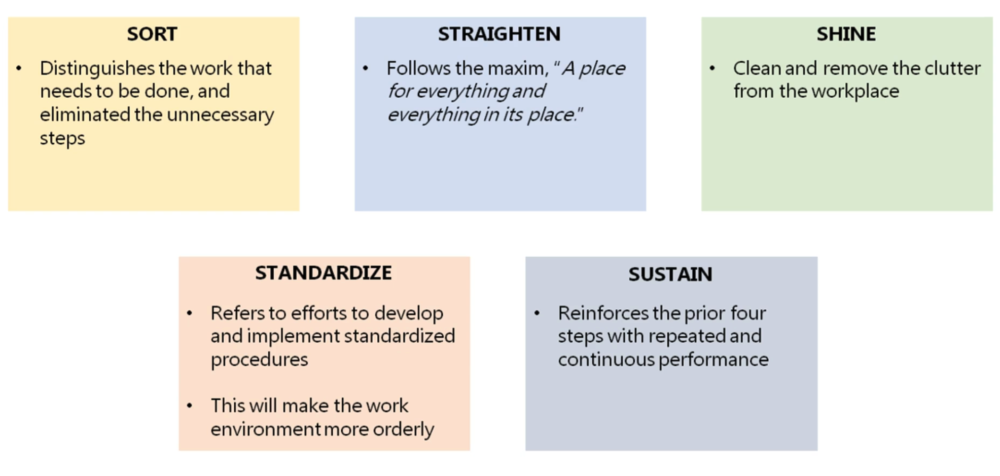 SORT
• Distinguishes the work that
needs to be done, and
eliminated the unnecessary
steps
STRAIGHTEN
• Follows the maxim, "A place
for everything and
everything in its place."
SHINE
• Clean and remove the clutter
from the workplace
STANDARDIZE
• Refers to efforts to develop
and implement standardized
procedures
• This will make the work
environment more orderly
SUSTAIN
• Reinforces the prior four
steps with repeated and
continuous performance